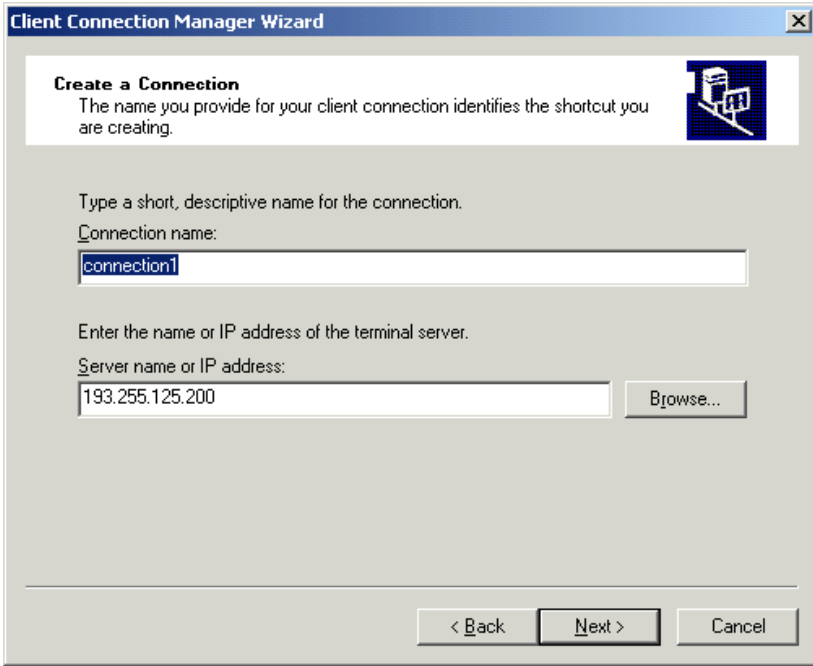 Client Connection Manager Wizard
Create a Connection
The name you provide for your client connection identifies the shortcut you
are creating.
Type a short, descriptive name for the connection.
Connection name:
connection1
Enter the name or IP address of the terminal server.
Server name or IP address:
193.255.125.200
Browse...
< Back
Next >
Cancel